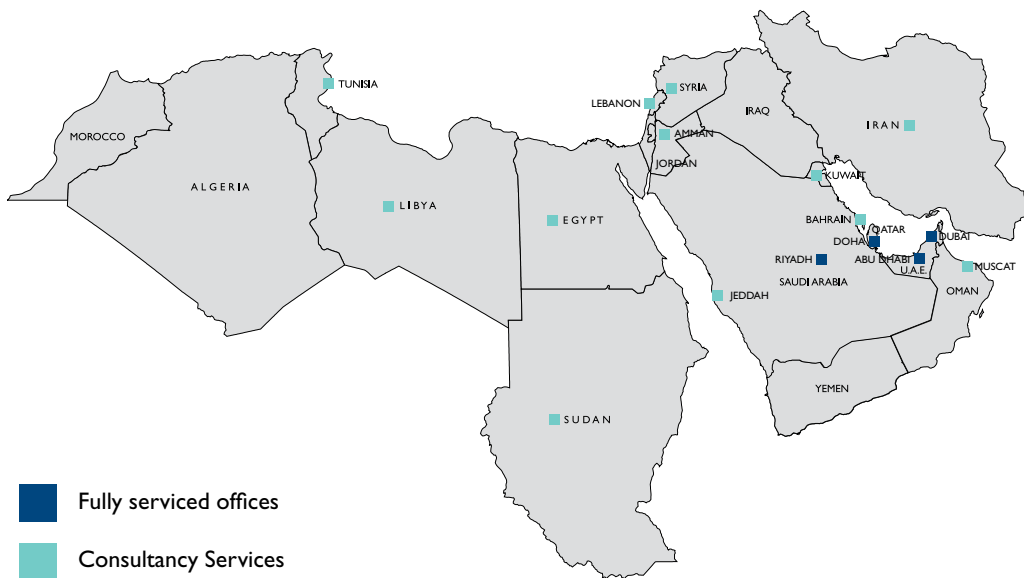 TUNISIA
SYRIA
LEBANON
IRAQ
IRAN
MOROCCO
AMMAN
JORDAN
ALGERIA
KUWAIT
LIBYA
EGYPT
BAHRAIN
QATAR
DOHA
DUBAI
RIYADH
ABU DHABI
U.A.E.
MUSCAT
SAUDI ARABIA
JEDDAH
OMAN
YEMEN
SUDAN
Fully serviced offices
Consultancy Services